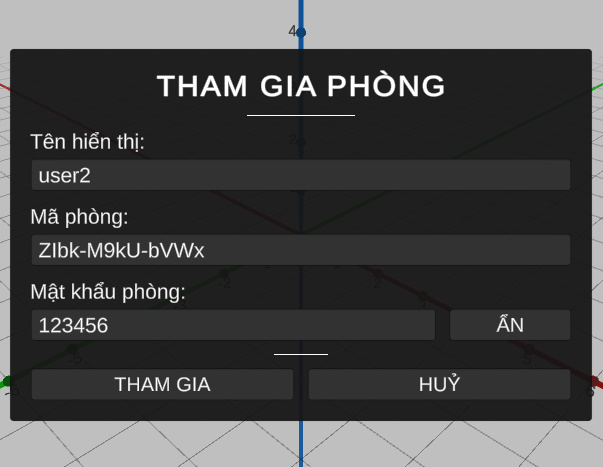 4
THAM GIA PHÒNG
Tên hiển thị:
user2
Mã phòng:
ZIbk-M9kU-bVWx
Mật khẩu phòng:
123456
ẨN
THAM GIA
HUỶ